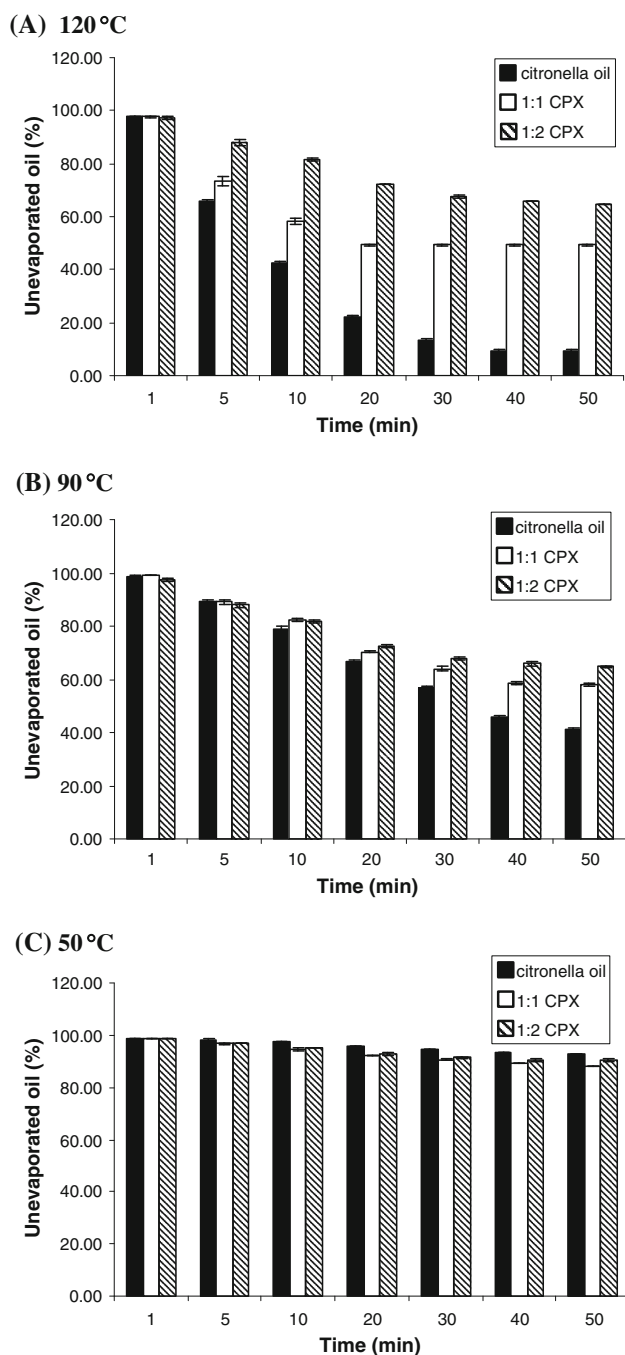 (A) 120 °C
120.00
100.00
80.00
60.00
40.00
20.00
0.00
Unevaporated oil (%)
citronella oil
1:1 CPX
1:2 CPX
1 5 10 20 30 40 50
Time (min)
(B) 90 °C
120.00
100.00
80.00
60.00
40.00
20.00
0.00
Unevaporated oil (%)
citronella oil
1:1 CPX
1:2 CPX
1 5 10 20 30 40 50
Time (min)
(C) 50 °C
120.00
100.00
80.00
60.00
40.00
20.00
0.00
Unevaporated oil (%)
citronella oil
1:1 CPX
1:2 CPX
1 5 10 20 30 40 50
Time (min)